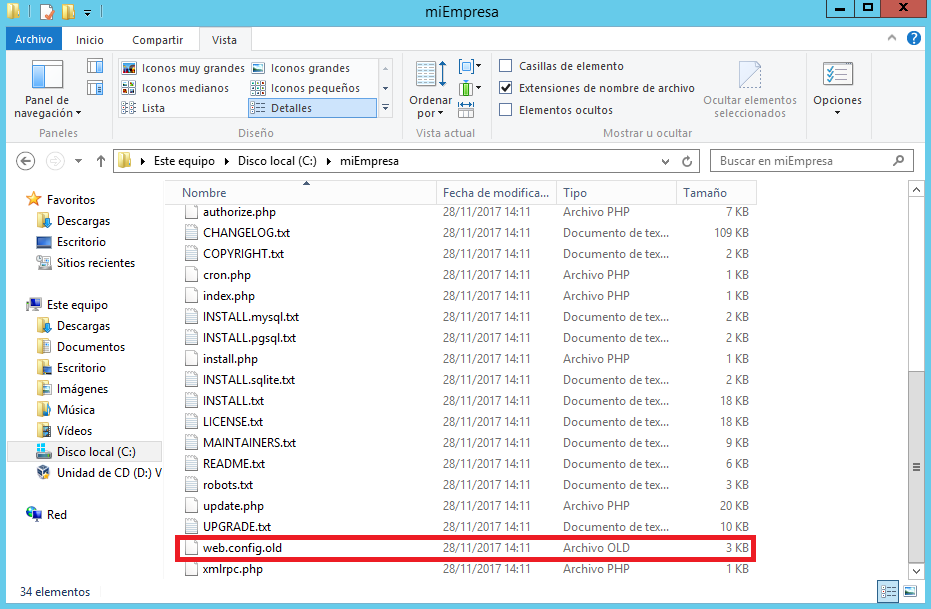 miEmpresa
Archivo Inicio Compartir Vista
Panel de navegación
Paneles
Iconos muy grandes Iconos grandes
Iconos medianos Iconos pequeños
Lista Detalles
Diseño
Ordenar por
Vista actual
Casillas de elemento
Extensiones de nombre de archivo
Elementos ocultos
Ocultar elementos seleccionados
Mostrar u ocultar
Opciones
Este equipo Disco local (C:) miEmpresa
Buscar en miEmpresa
Favoritos
Descargas
Escritorio
Sitios recientes
Este equipo
Descargas
Documentos
Escritorio
Imágenes
Música
Vídeos
Disco local (C:)
Unidad de CD (D:) V
Red
Nombre Fecha de modifica... Tipo Tamaño
authorize.php 28/11/2017 14:11 Archivo PHP 7 KB
CHANGELOG.txt 28/11/2017 14:11 Documento de tex... 109 KB
COPYRIGHT.txt 28/11/2017 14:11 Documento de tex... 2 KB
cron.php 28/11/2017 14:11 Archivo PHP 1 KB
index.php 28/11/2017 14:11 Archivo PHP 1 KB
INSTALL.mysql.txt 28/11/2017 14:11 Documento de tex... 2 KB
INSTALL.pgsql.txt 28/11/2017 14:11 Documento de tex... 2 KB
install.php 28/11/2017 14:11 Archivo PHP 1 KB
INSTALL.sqlite.txt 28/11/2017 14:11 Documento de tex... 2 KB
INSTALL.txt 28/11/2017 14:11 Documento de tex... 18 KB
LICENSE.txt 28/11/2017 14:11 Documento de tex... 18 KB
MAINTAINERS.txt 28/11/2017 14:11 Documento de tex... 9 KB
README.txt 28/11/2017 14:11 Documento de tex... 6 KB
robots.txt 28/11/2017 14:11 Documento de tex... 3 KB
update.php 28/11/2017 14:11 Archivo PHP 20 KB
UPGRADE.txt 28/11/2017 14:11 Documento de tex... 10 KB
web.config.old 28/11/2017 14:11 Archivo OLD 3 KB
xmlrpc.php 28/11/2017 14:11 Archivo PHP 1 KB
34 elementos